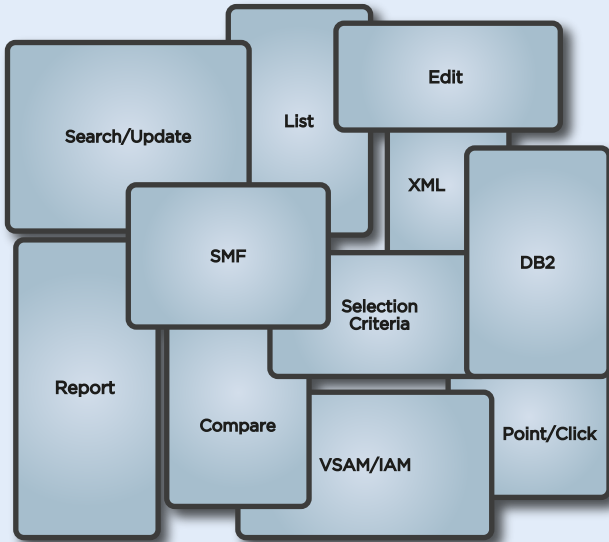 Edit
List
Search/Update
XML
SMF
DB2
Selection
Criteria
Report
Compare
Point/Click
VSAM/IAM